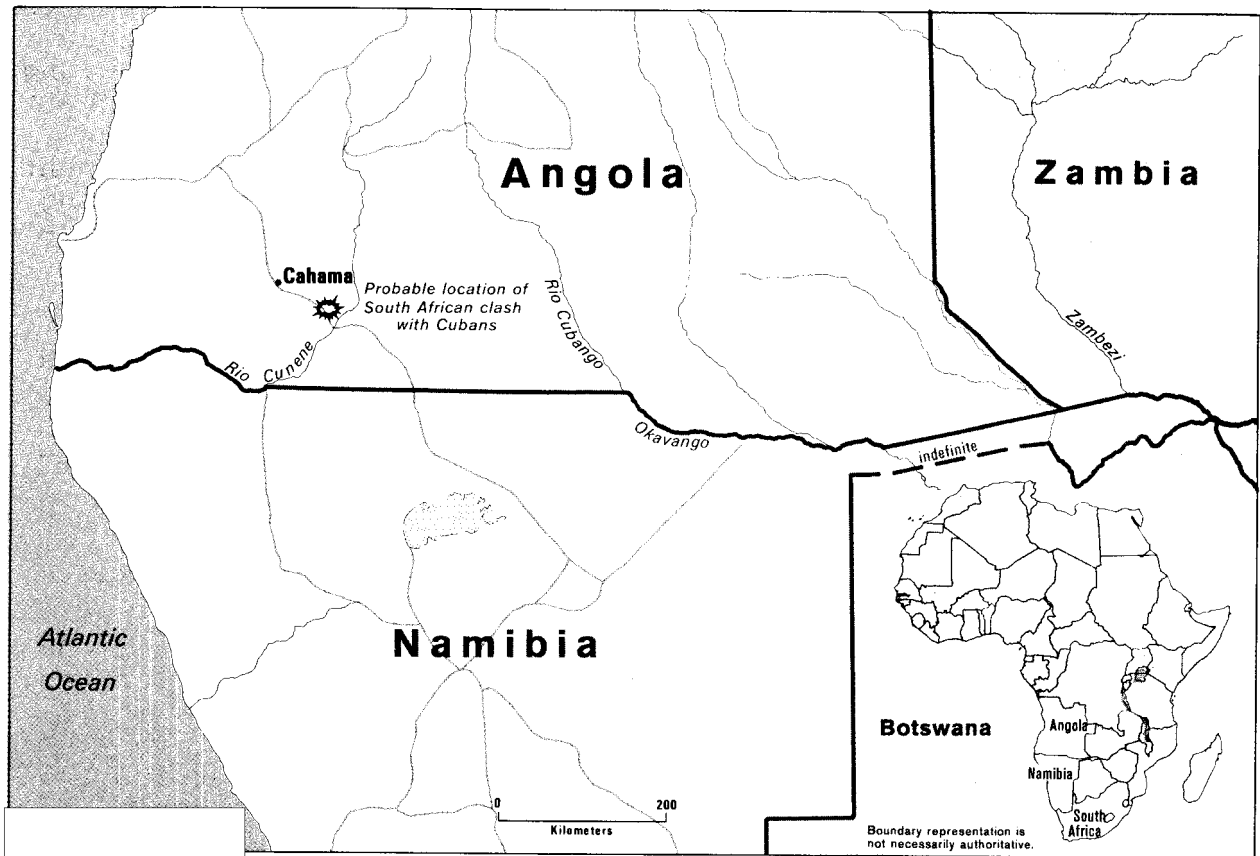 Angola
Zambia
Cahama
Probable location of
South African clash
with Cubans
Rio Cubango
Zambezi
Rio Cunene
Okavango
indefinite
Atlantic
Ocean
Namibia
Botswana
Angola
Namibia
South
Africa
0 200
Kilometers
Boundary representation is
not necessarily authoritative.